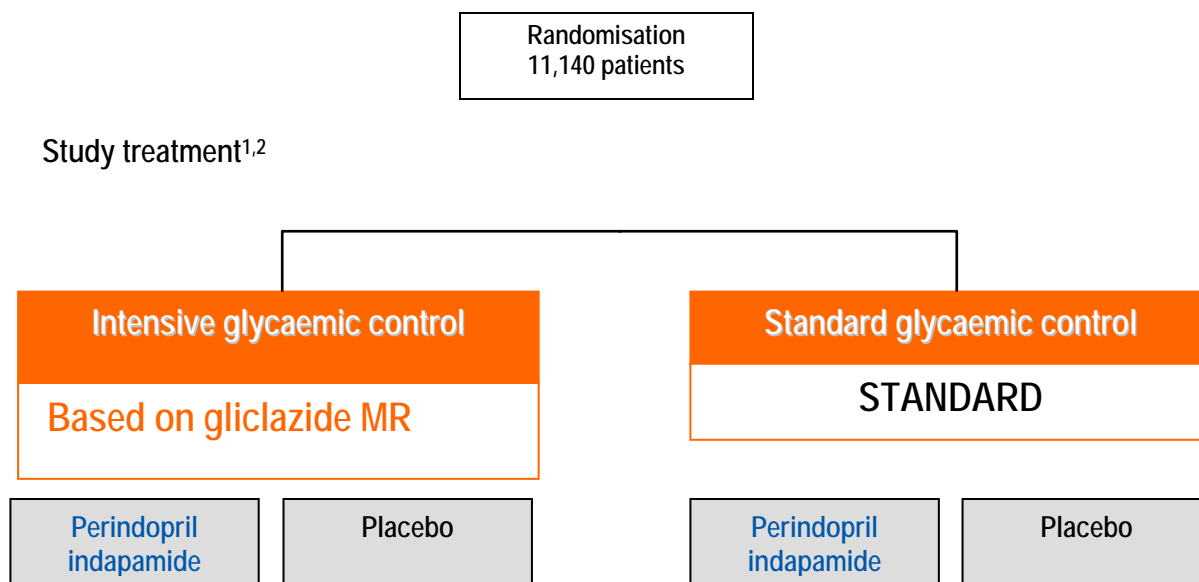 Randomisation
11,140 patients
Study treatment1,2
Intensive glycaemic control
Standard glycaemic control
Based on gliclazide MR
STANDARD
Perindopril
indapamide
Placebo
Perindopril
indapamide
Placebo